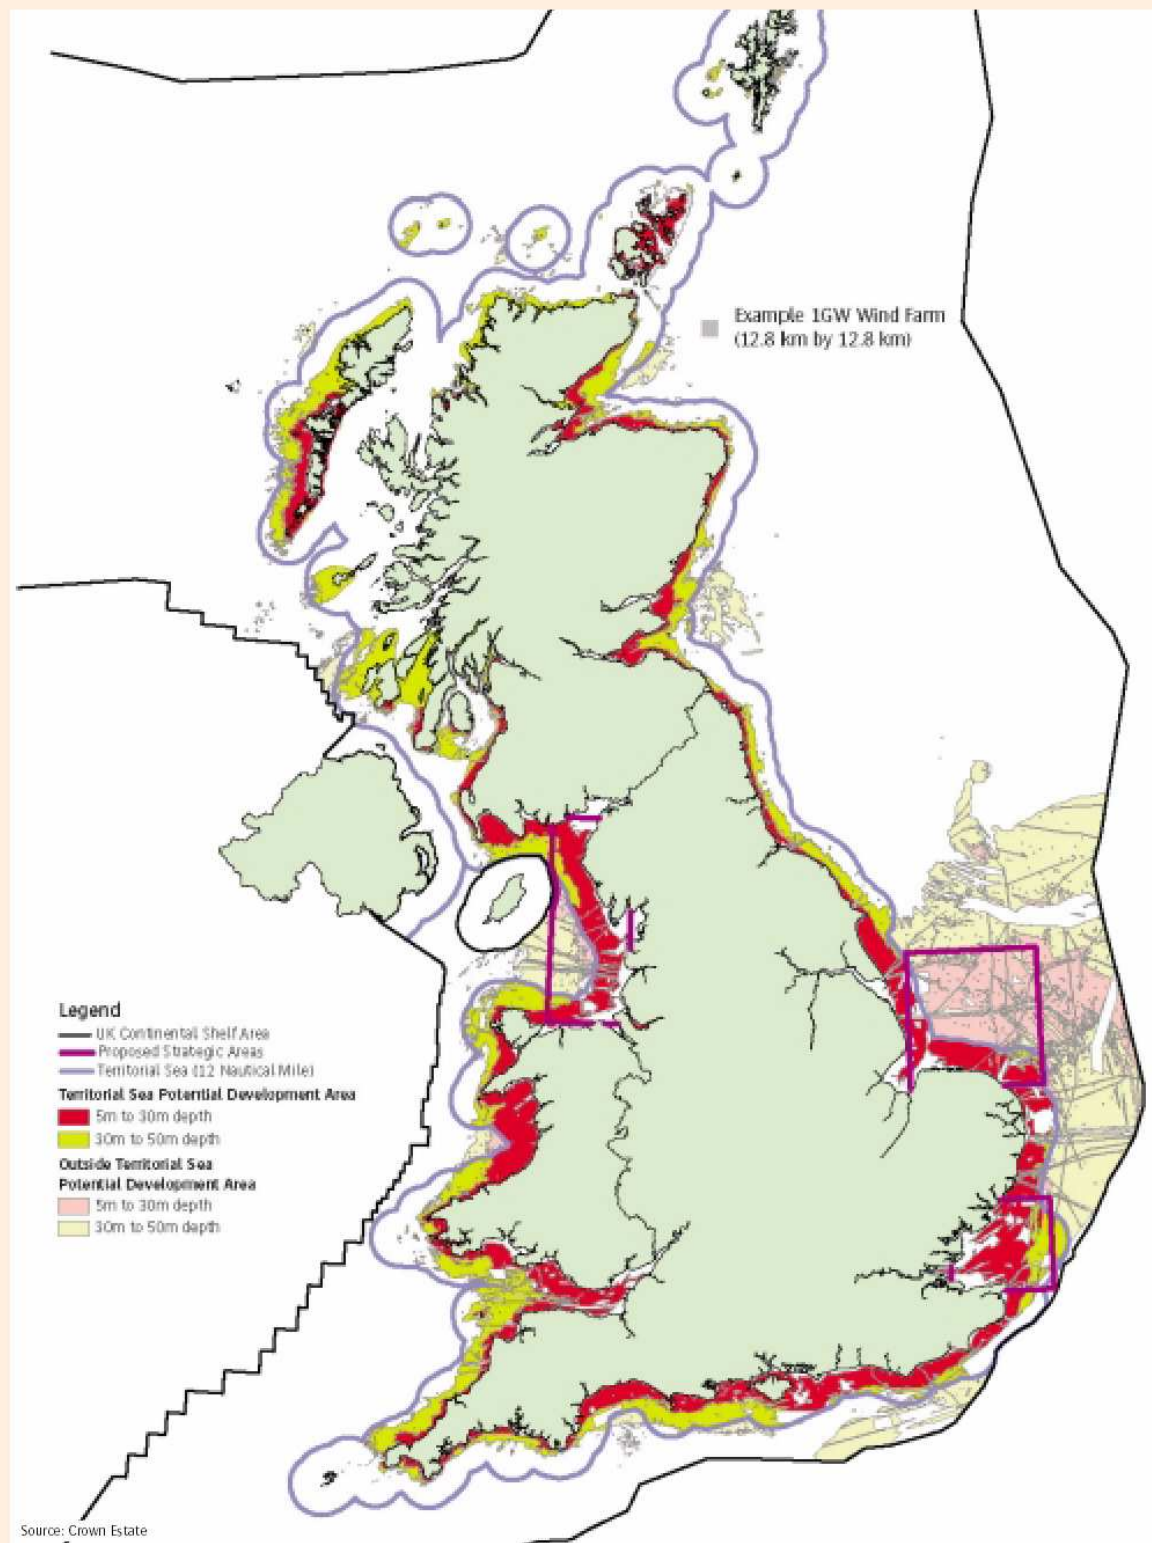 Example 1GW Wind Farm
(12.8 km by 12.8 km)
Legend
UK Continental Shelf Area
Proposed Strategic Areas
Territorial Sea (12 Nautical Mile)
Territorial Sea Potential Development Area
5m to 30m depth
30m to 50m depth
Outside Territorial Sea
Potential Development Area
5m to 30m depth
30m to 50m depth
Source: Crown Estate